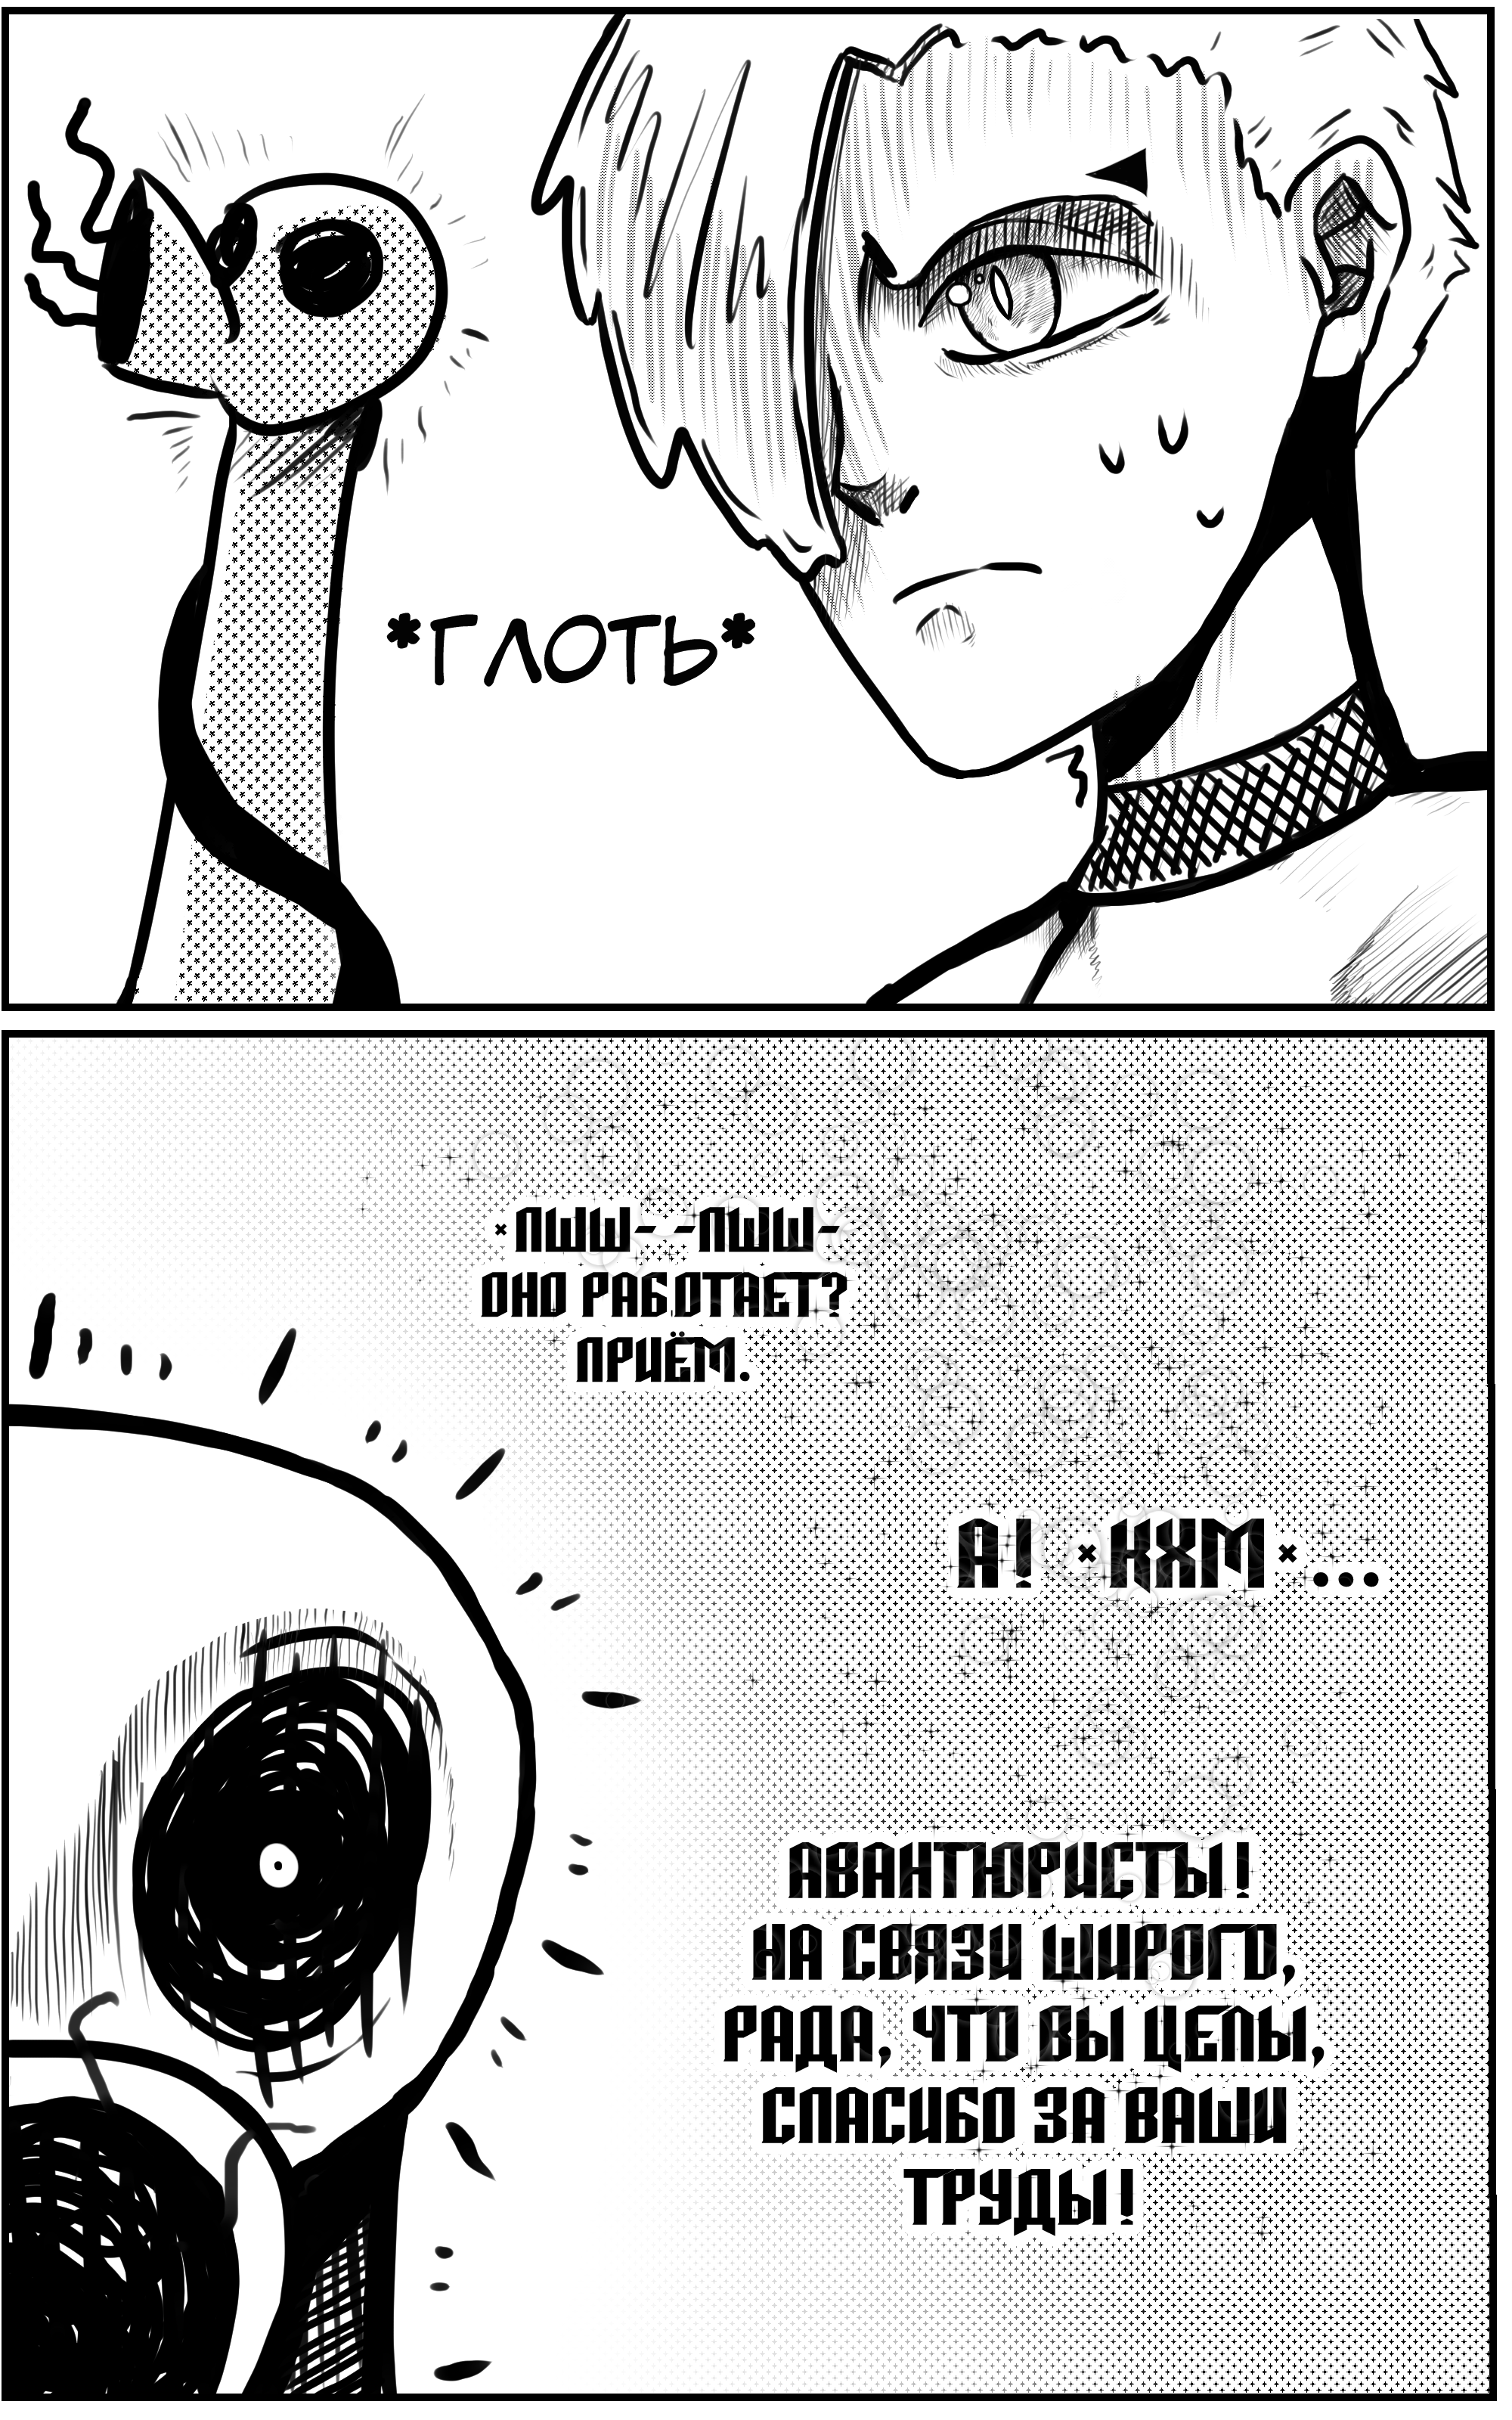 *ГЛОТЬ*
*ПШШ- -ПШШ-
ОНО РАБОТАЕТ?
ПРИЁМ.
А! *КХМ*...
АВАНТЮРИСТЫ!
НА СВЯЗИ ШИРОГО,
РАДА, ЧТО ВЫ ЦЕЛЫ,
СПАСИБО ЗА ВАШИ
ТРУДЫ!